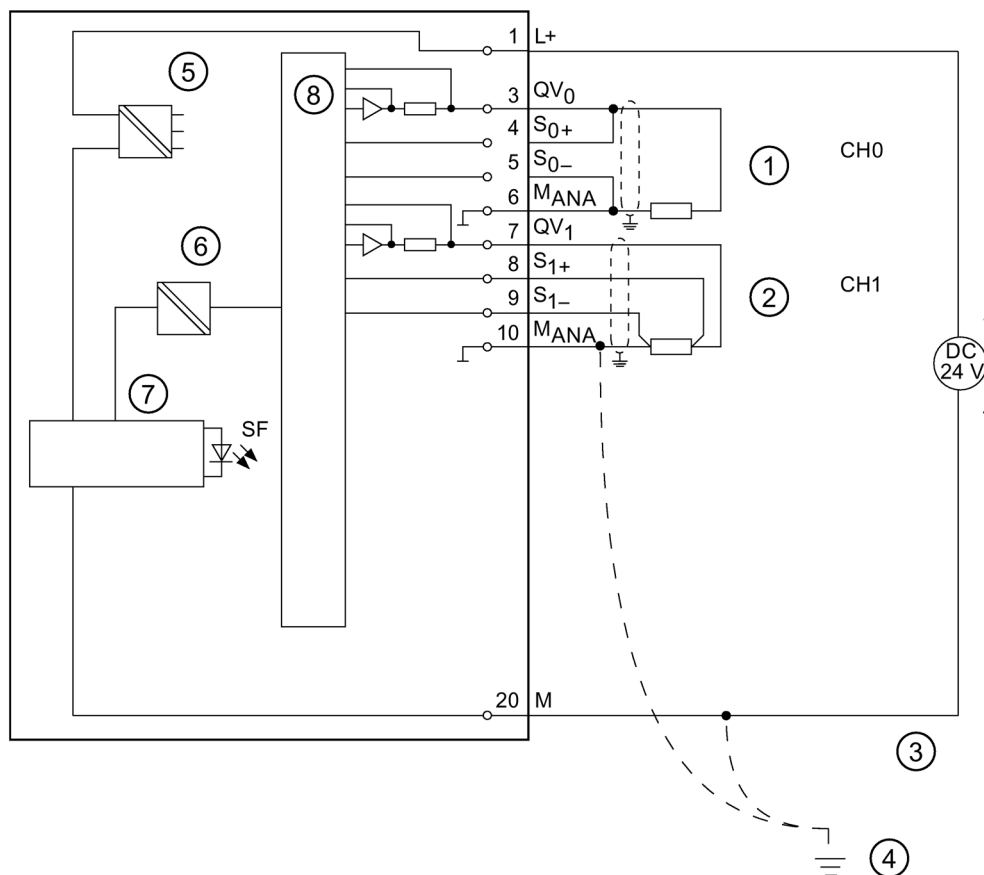 1 L+
5
8
3 QV0
4 S0+
1 CH0
5 S0–
6 MANA
7 QV1
6
8 S1+
2 CH1
9 S1–
10 MANA
DC
24 V
7
SF
20 M
3
4